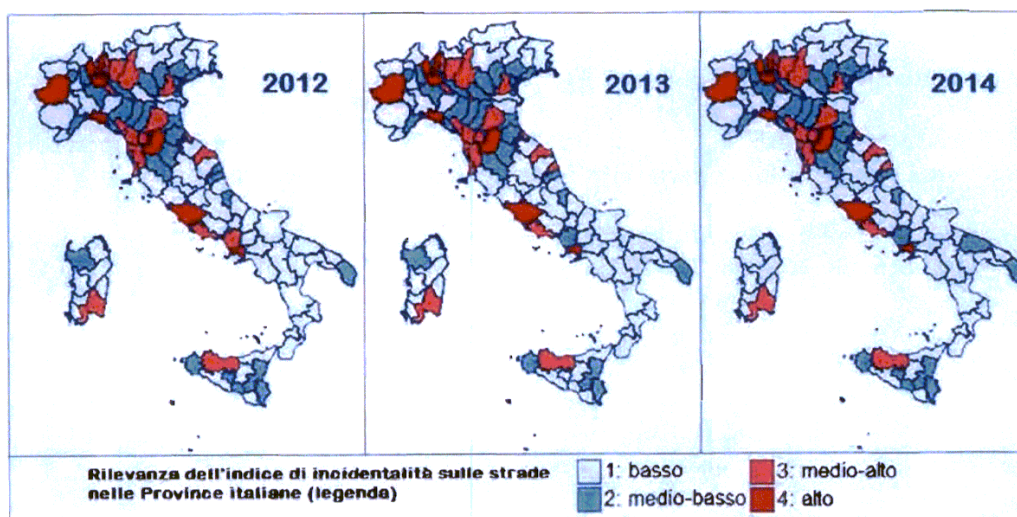 2012
2013
2014
Rilevanza dell'indice di incidentalità sulle strade
nelle Province italiane (legenda)
1: basso
2: medio-basso
3: medio-alto
4: alto